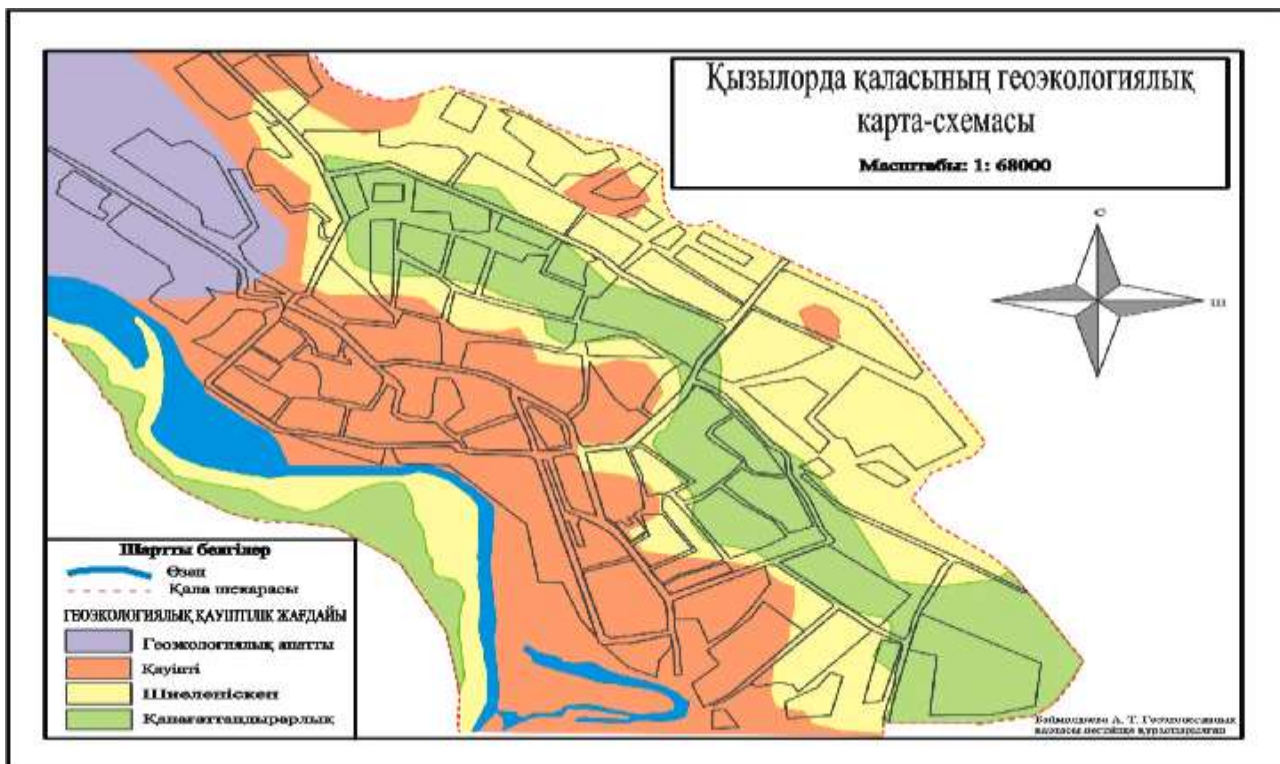 Қызылорда қаласының геоэкологиялық
карта-схемасы
Масштабы: 1: 68000
С
Ш
Шартты белгілер
Өзен
Қала шекарасы
ГЕОЭКОЛОГИЯЛЫҚ ҚАУІПТІЛІК ЖАҒДАЙЫ
Геоэкологиялық апатты
Қауіпті
Шиеленіскен
Қанағаттандырарлық
А. Т.
құрастырылған